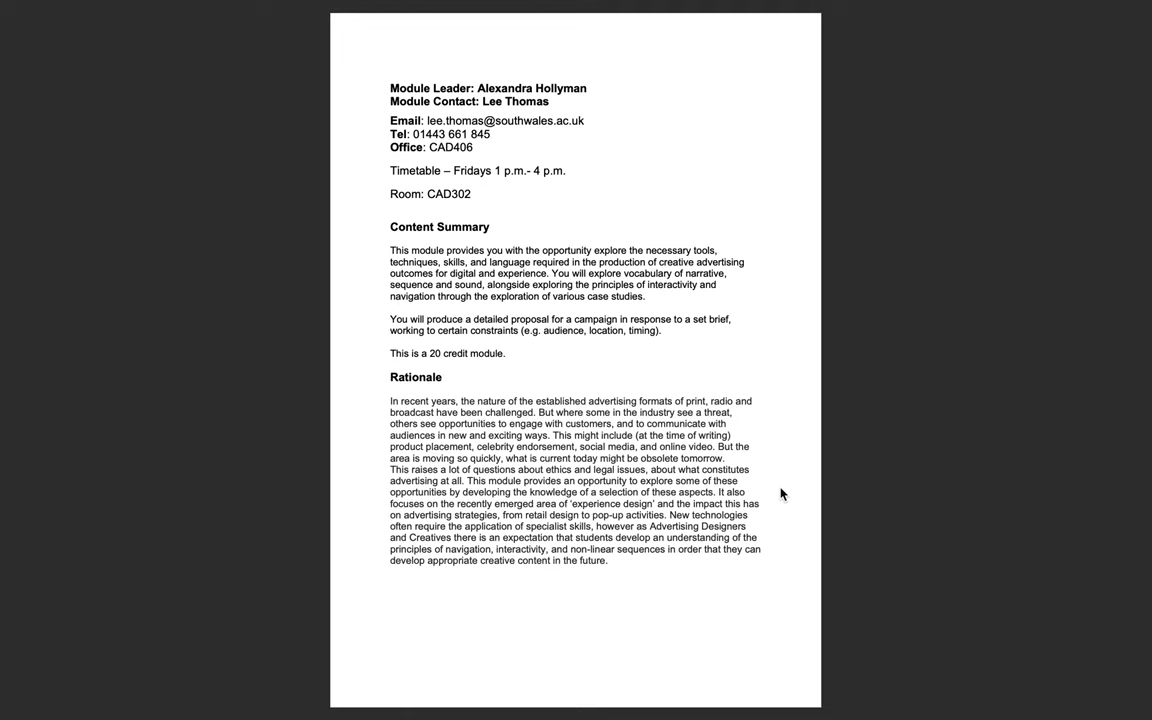 Module Leader: Alexandra Hollyman
Module Contact: Lee Thomas
Email: lee.thomas@southwales.ac.uk
Tel: 01443 661 845
Office: CAD406
Timetable – Fridays 1 p.m.- 4 p.m.
Room: CAD302
Content Summary
This module provides you with the opportunity explore the necessary tools,
techniques, skills, and language required in the production of creative advertising
outcomes for digital and experience. You will explore vocabulary of narrative,
sequence and sound, alongside exploring the principles of interactivity and
navigation through the exploration of various case studies.
You will produce a detailed proposal for a campaign in response to a set brief,
working to certain constraints (e.g. audience, location, timing).
This is a 20 credit module.
Rationale
In recent years, the nature of the established advertising formats of print, radio and
broadcast have been challenged. But where some in the industry see a threat,
others see opportunities to engage with customers, and to communicate with
audiences in new and exciting ways. This might include (at the time of writing)
product placement, celebrity endorsement, social media, and online video. But the
area is moving so quickly, what is current today might be obsolete tomorrow.
This raises a lot of questions about ethics and legal issues, about what constitutes
advertising at all. This module provides an opportunity to explore some of these
opportunities by developing the knowledge of a selection of these aspects. It also
focuses on the recently emerged area of ‘experience design’ and the impact this has
on advertising strategies, from retail design to pop-up activities. New technologies
often require the application of specialist skills, however as Advertising Designers
and Creatives there is an expectation that students develop an understanding of the
principles of navigation, interactivity, and non-linear sequences in order that they can
develop appropriate creative content in the future.